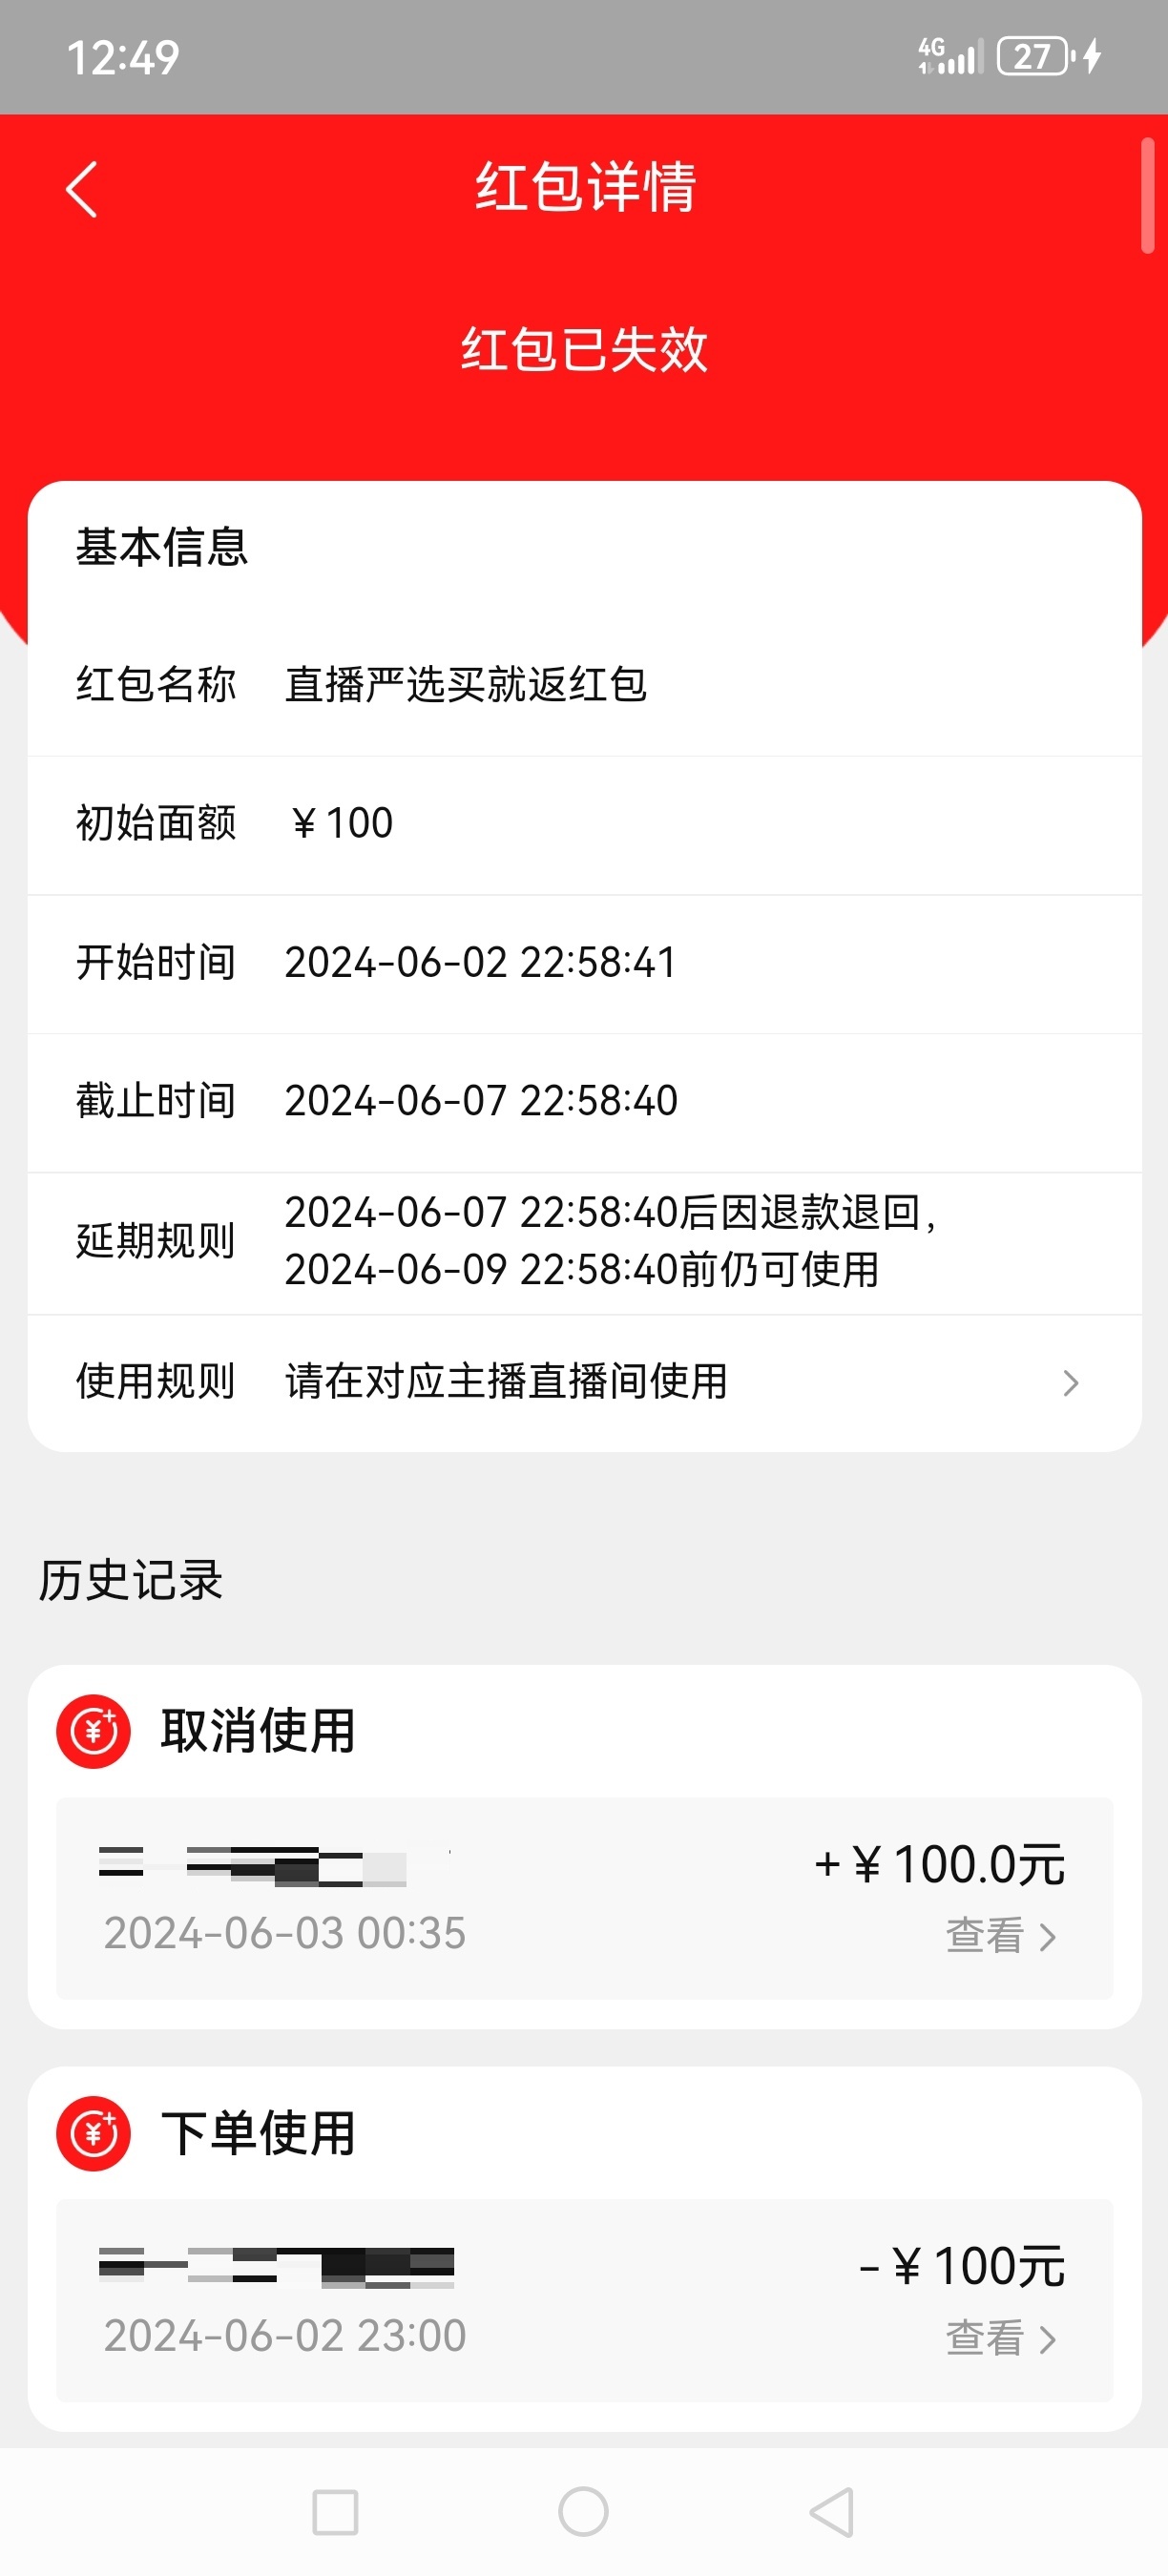 12:49
4G
27
红包详情
红包已失效
基本信息
红包名称 直播严选买就返红包
初始面额 ¥100
开始时间 2024-06-02 22:58:41
截止时间 2024-06-07 22:58:40
延期规则 2024-06-07 22:58:40后因退款退回，
2024-06-09 22:58:40前仍可使用
使用规则 请在对应主播直播间使用
历史记录
取消使用
+¥100.0元
2024-06-03 00:35 查看
下单使用
-¥100元
2024-06-02 23:00 查看